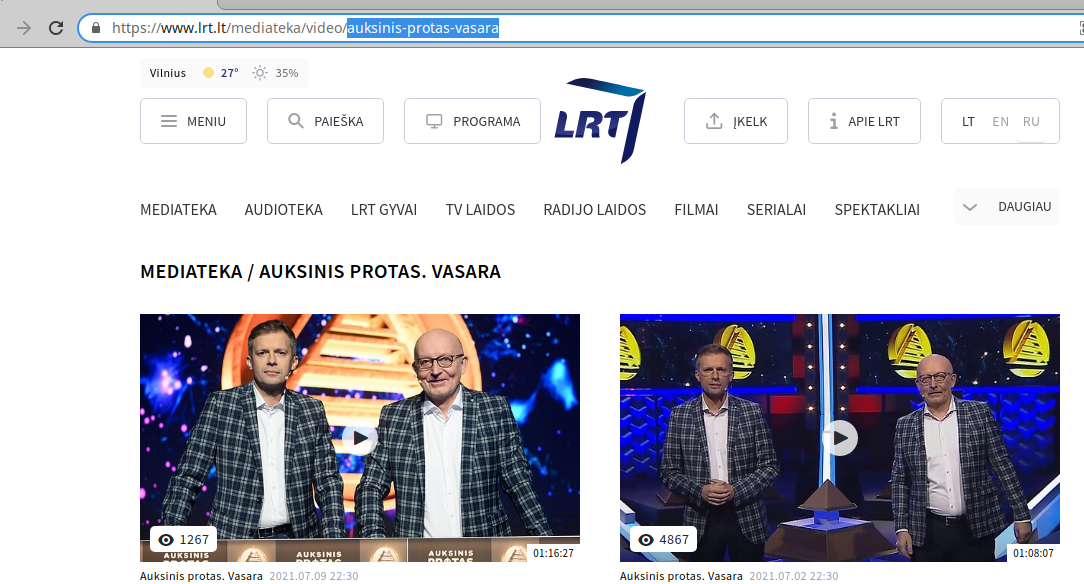 https://www.lrt.lt/mediateka/video/auksinis-protas-vasara
Vilnius 27° 35%
MENIU PAIEŠKA PROGRAMA LRT ĮKELK APIE LRT LT EN RU
MEDIATEKA AUDIOTEKA LRT GYVAI TV LAIDOS RADIJO LAIDOS FILMAI SERIALAI SPEKTAKLIAI DAUGIAU
MEDIATEKA / AUKSINIS PROTAS. VASARA
1267 01:16:27
AUKSINIS AUKSINIS AUKSINIS
4867 01:08:07
Auksinis protas. Vasara 2021.07.09 22:30
Auksinis protas. Vasara 2021.07.02 22:30